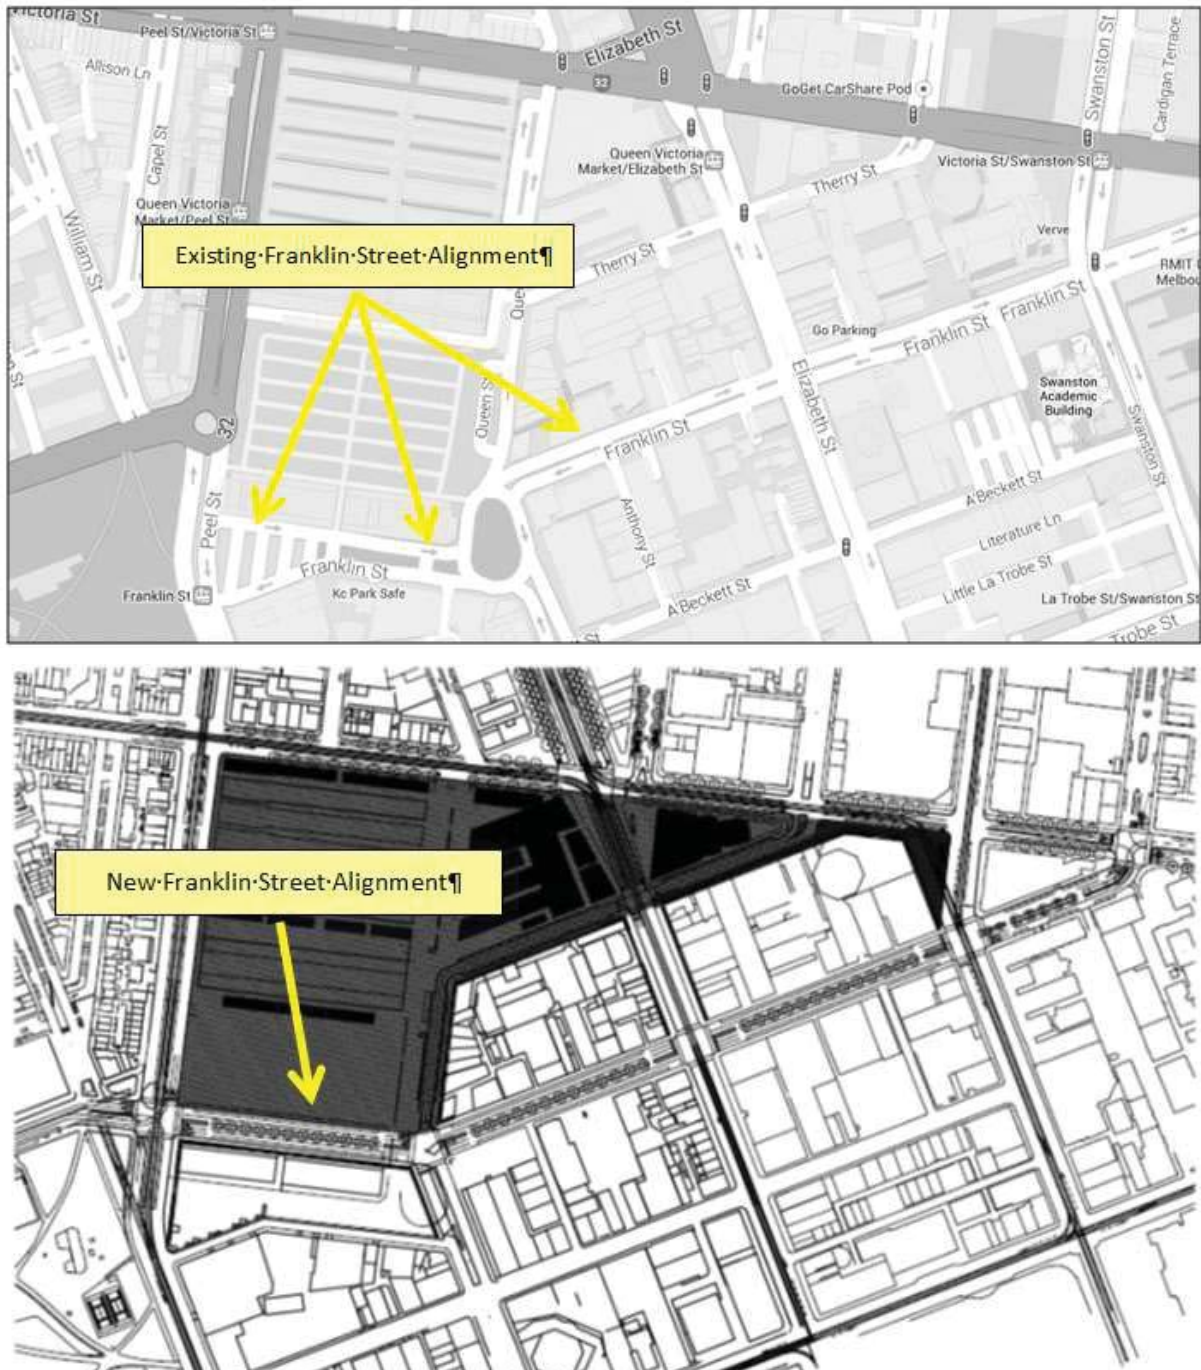 Victoria St
Peel St/Victoria St
Elizabeth St
Swanston St
Cardigan Terrace
Allison Ln
32
GoGet CarShare Pod
Capel St
Queen Victoria
Market/Elizabeth St
Victoria St/Swanston St
Therry St
Queen Victoria
Market/Peel St
William St
Verve
Existing·Franklin·Street·Alignment¶
Therry St
RMIT
Melbou
Que
Franklin St
Go Parking
Franklin St
32
Queen St
Elizabeth St
Swanston
Academic
Building
Swanston St
Franklin St
A'Beckett St
Peel St
Anthony St
Literature Ln
Franklin St
Little La Trobe St
Franklin St
Kc Park Safe
A'Beckett St
La Trobe St/Swanston St
Trobe St
New·Franklin·Street·Alignment¶